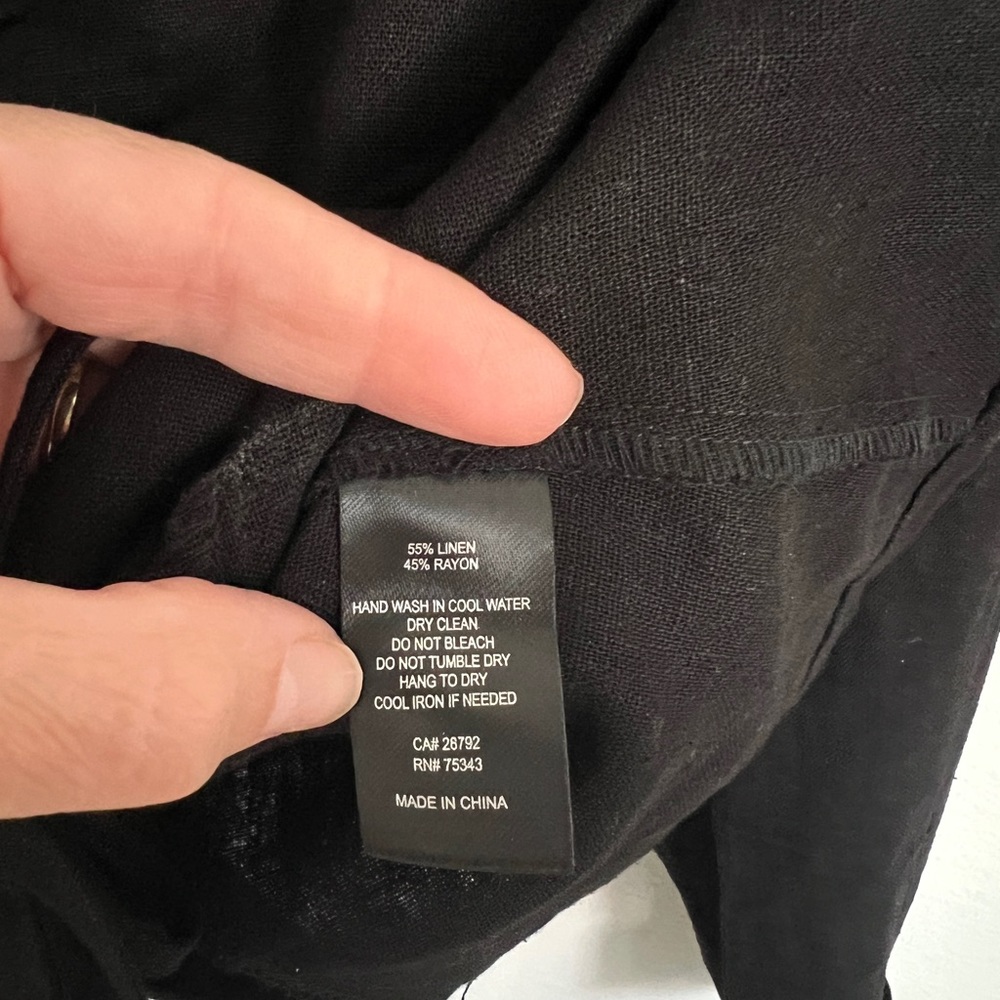 55% LINEN
45% RAYON
HAND WASH IN COOL WATER
DRY CLEAN
DO NOT BLEACH
DO NOT TUMBLE DRY
HANG TO DRY
COOL IRON IF NEEDED
CA# 28792
RN# 75343
MADE IN CHINA